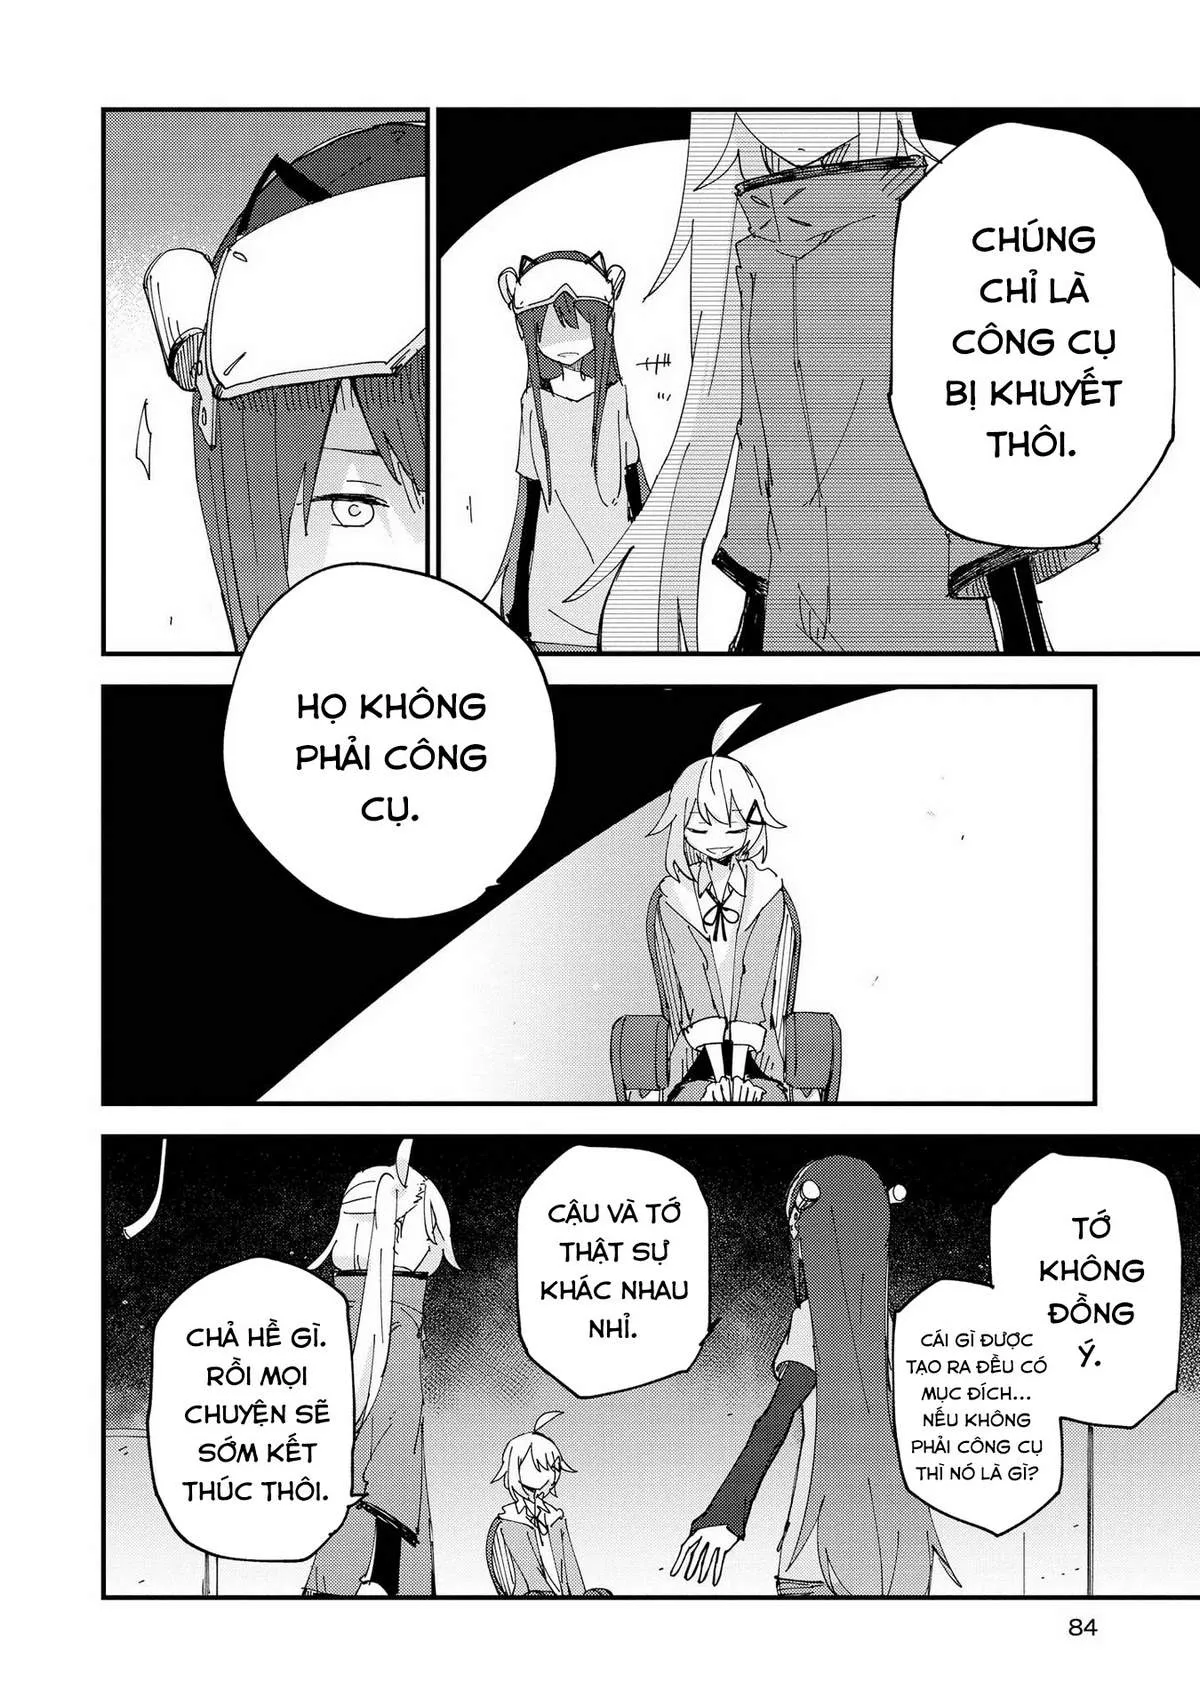 CHÚNG
CHỈ LÀ
CÔNG CỤ
BỊ KHUYẾT
THÔI.
HỌ KHÔNG
PHẢI CÔNG
CỤ.
TỚ
KHÔNG
ĐỒNG
Ý.
CÁI GÌ ĐƯỢC
TẠO RA ĐỀU CÓ
MỤC ĐÍCH...
NẾU KHÔNG
PHẢI CÔNG CỤ
THÌ NÓ LÀ GÌ?
CẬU VÀ TỚ
THẬT SỰ
KHÁC NHAU
NHỈ.
CHẢ HỀ GÌ.
RỒI MỌI
CHUYỆN SẼ
SỚM KẾT
THÚC THÔI.
84